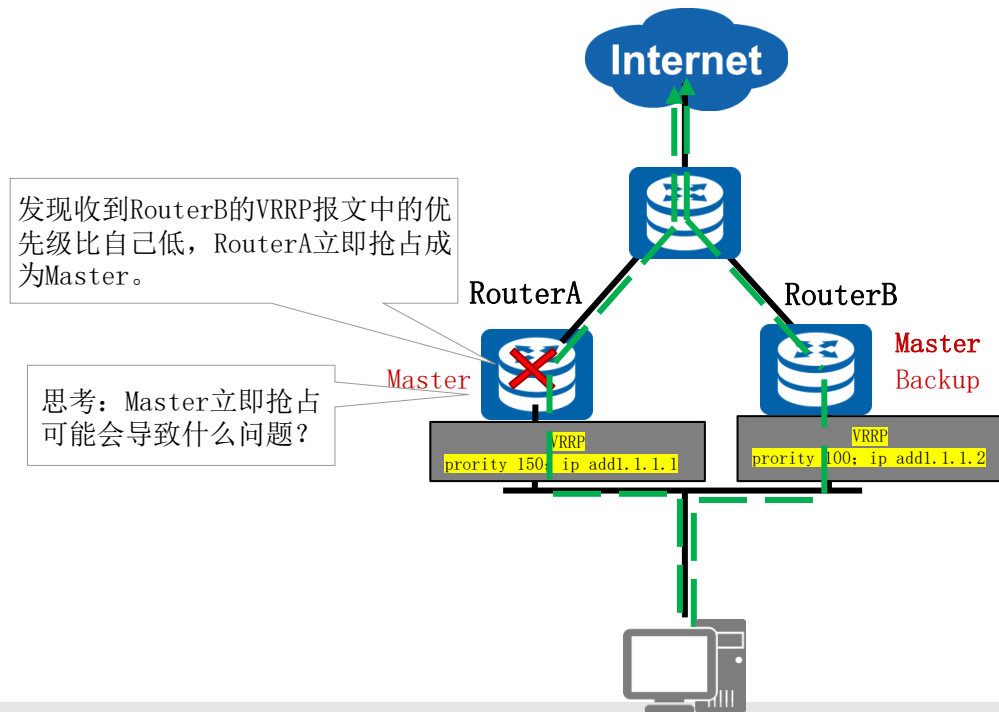 Internet
发现收到RouterB的VRRP报文中的优
先级比自己低，RouterA立即抢占成
为Master。
RouterA
RouterB
Master
Master
Backup
思考：Master立即抢占
可能会导致什么问题？
VRRP
prority 150; ip add1.1.1.1
VRRP
prority 100; ip add1.1.1.2